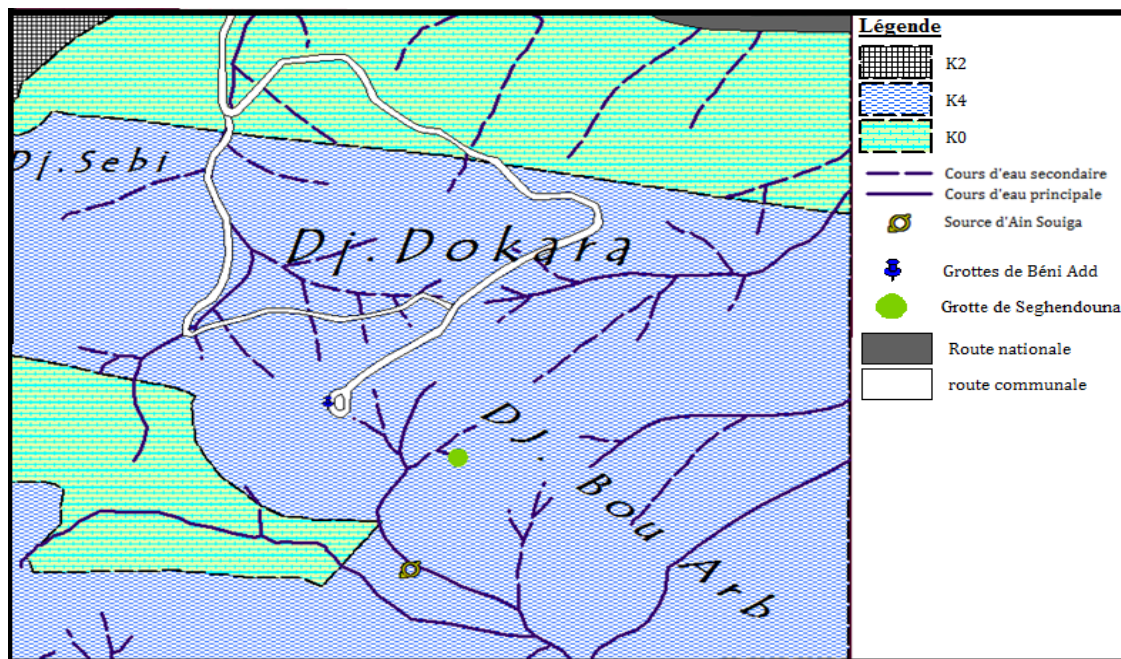 Dj.Sebi
Dj.Dokara
Dj. Bou Arb
Légende
K2
K4
K0
Cours d'eau secondaire
Cours d'eau principale
Source d'Ain Souiga
Grottes de Béni Add
Grotte de Seghendouna
Route nationale
route communale